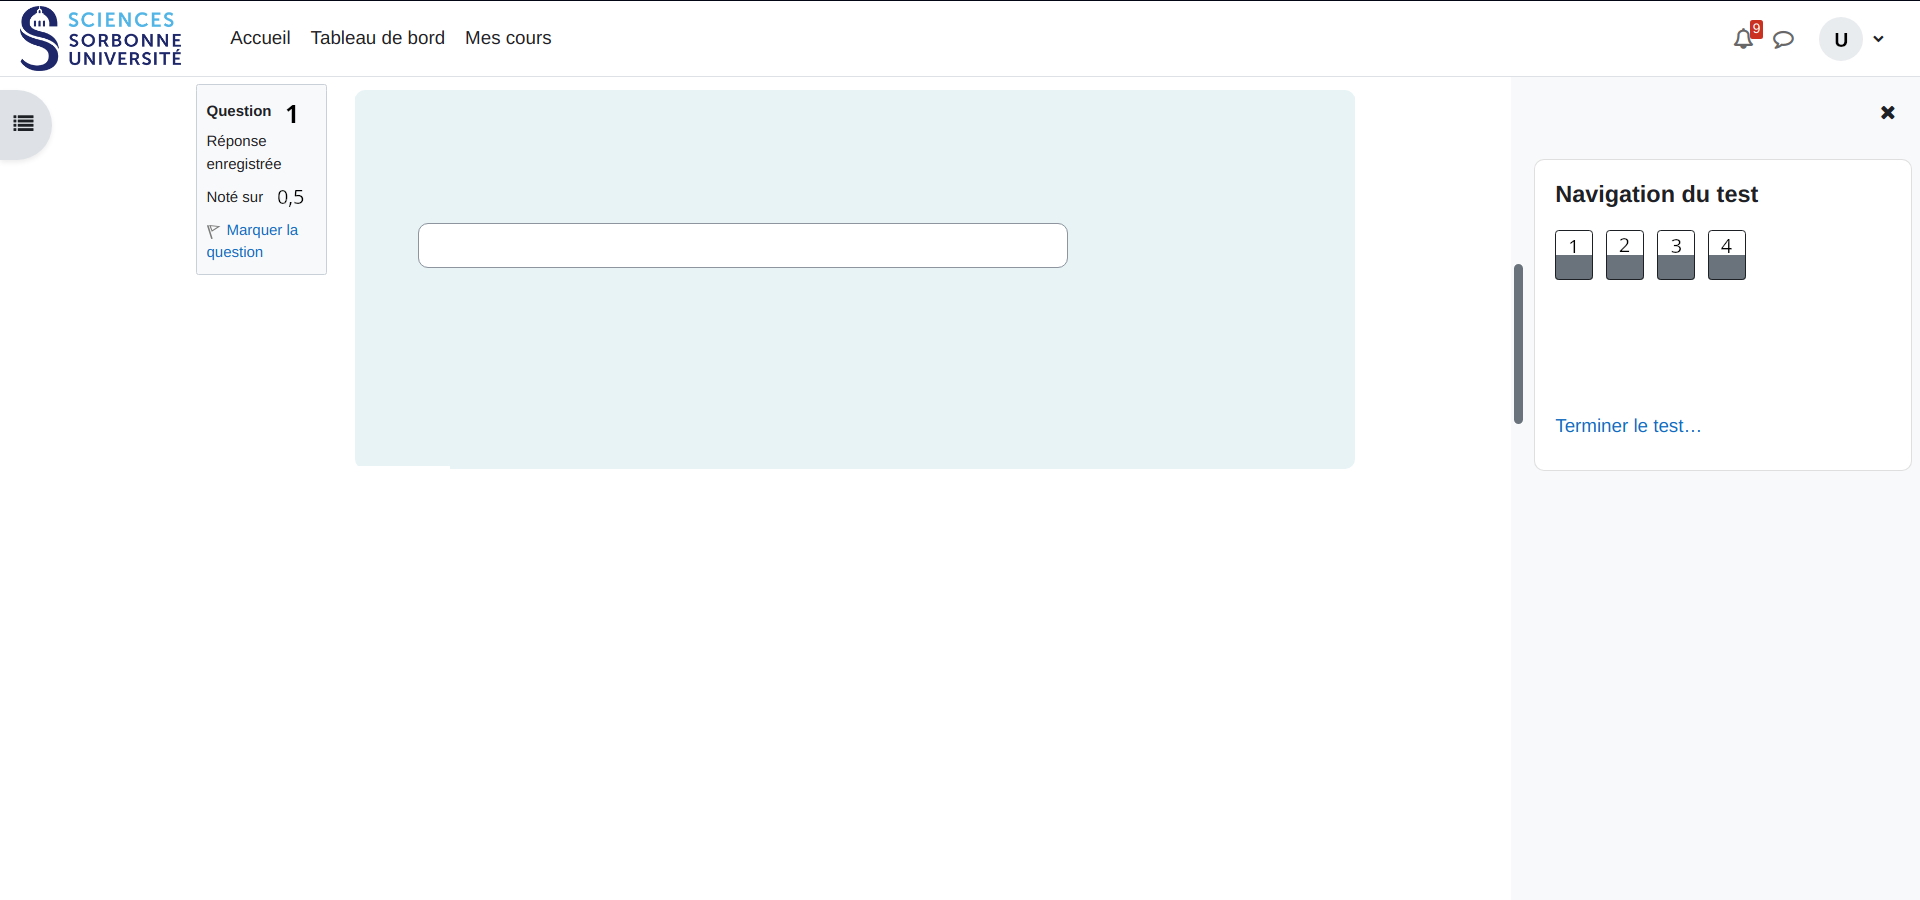 SCIENCES
SORBONNE
UNIVERSITÉ
Accueil Tableau de bord Mes cours
9
U
Question 1
Réponse
enregistrée
Noté sur 0,5
Marquer la
question
Navigation du test
1 2 3 4
Terminer le test…